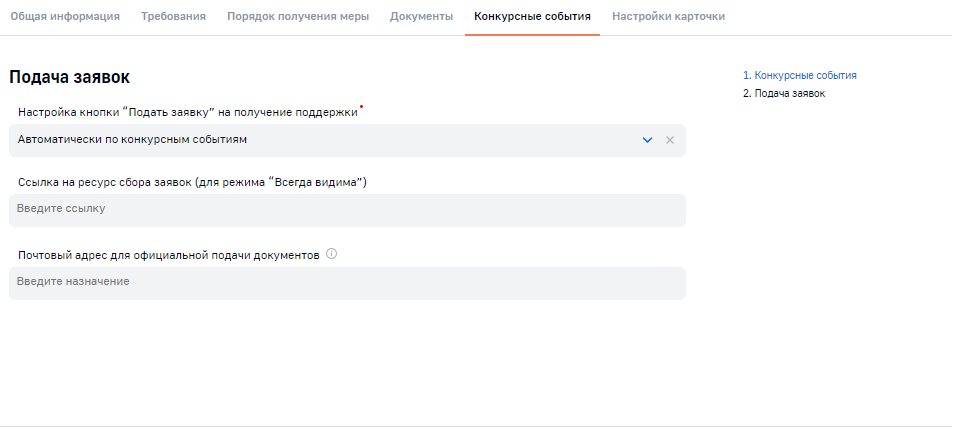 Общая информация Требования Порядок получения меры Документы Конкурсные события Настройки карточки
Подача заявок
1. Конкурсные события
2. Подача заявок
Настройка кнопки “Подать заявку” на получение поддержки
Автоматически по конкурсным событиям
Ссылка на ресурс сбора заявок (для режима “Всегда видима”)
Введите ссылку
Почтовый адрес для официальной подачи документов
Введите назначение